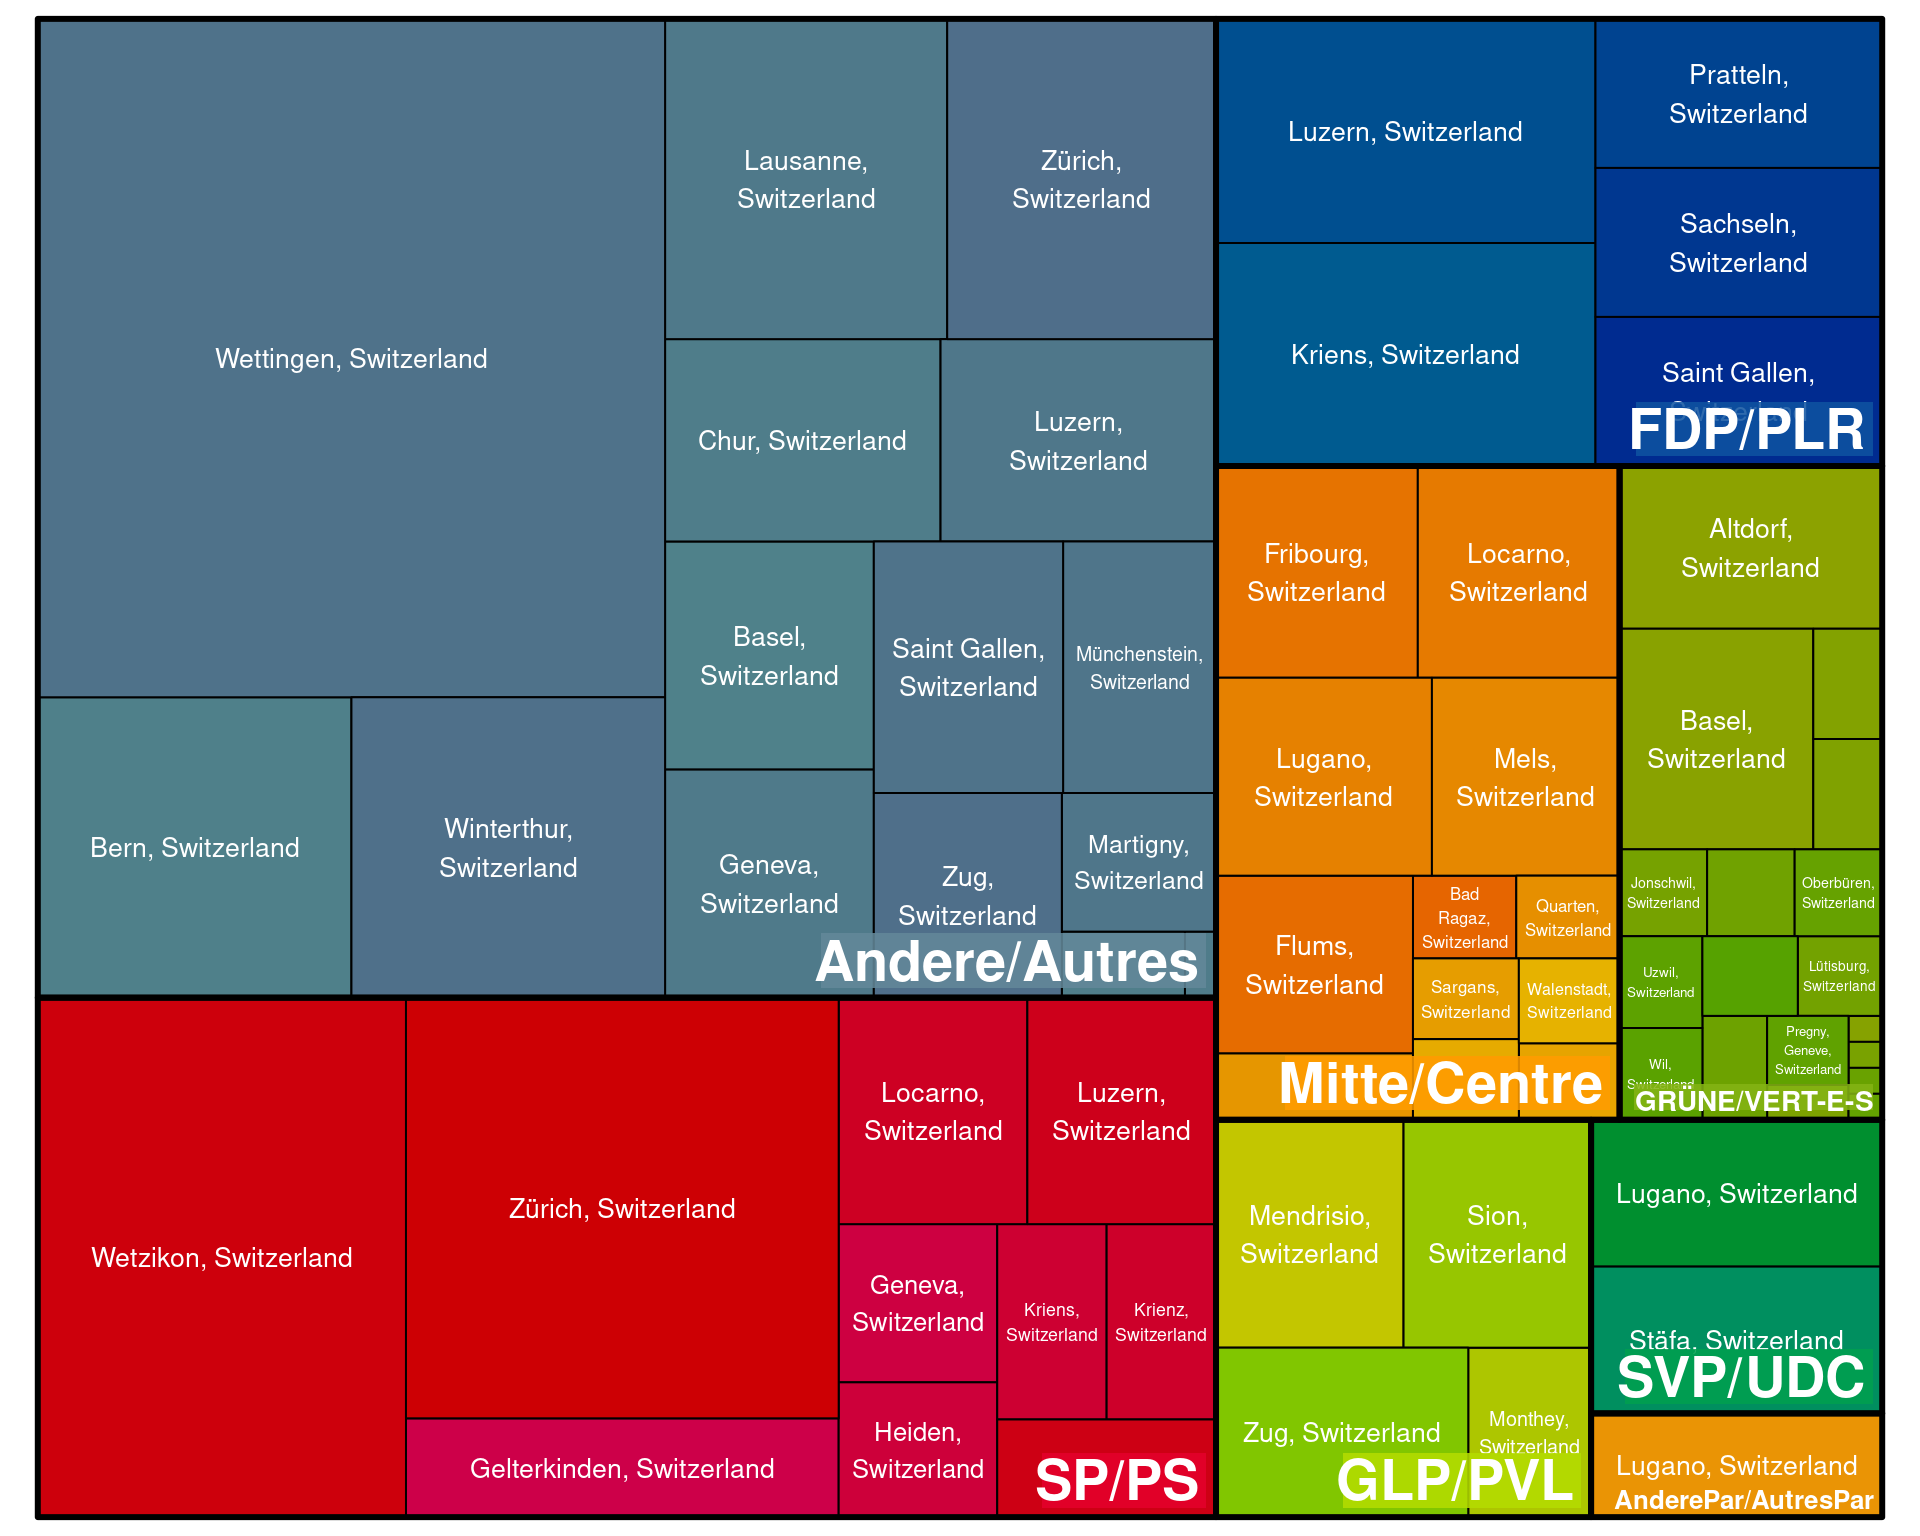 Wettingen, Switzerland
Lausanne,
Switzerland
Zürich,
Switzerland
Chur, Switzerland
Luzern,
Switzerland
Basel,
Switzerland
Saint Gallen,
Switzerland
Münchenstein,
Switzerland
Bern, Switzerland
Winterthur,
Switzerland
Geneva,
Switzerland
Zug,
Switzerland
Martigny,
Switzerland
Andere/Autres
Wetzikon, Switzerland
Zürich, Switzerland
Gelterkinden, Switzerland
Locarno,
Switzerland
Luzern,
Switzerland
Geneva,
Switzerland
Kriens,
Switzerland
Krienz,
Switzerland
Heiden,
Switzerland
SP/PS
Luzern, Switzerland
Kriens, Switzerland
Pratteln,
Switzerland
Sachseln,
Switzerland
Saint Gallen,
Switzerland
FDP/PLR
Fribourg,
Switzerland
Locarno,
Switzerland
Lugano,
Switzerland
Mels,
Switzerland
Flums,
Switzerland
Bad
Ragaz,
Switzerland
Quarten,
Switzerland
Sargans,
Switzerland
Walenstadt,
Switzerland
Mitte/Centre
Altdorf,
Switzerland
Basel,
Switzerland
Jonschwil,
Switzerland
Oberbüren,
Switzerland
Uzwil,
Switzerland
Lütisburg,
Switzerland
Wil,
Switzerland
Pregny,
Geneve,
Switzerland
GRÜNE/VERT-E-S
Mendrisio,
Switzerland
Sion,
Switzerland
Zug, Switzerland
Monthey,
Switzerland
GLP/PVL
Lugano, Switzerland
Stäfa, Switzerland
SVP/UDC
Lugano, Switzerland
AnderePar/AutresPar